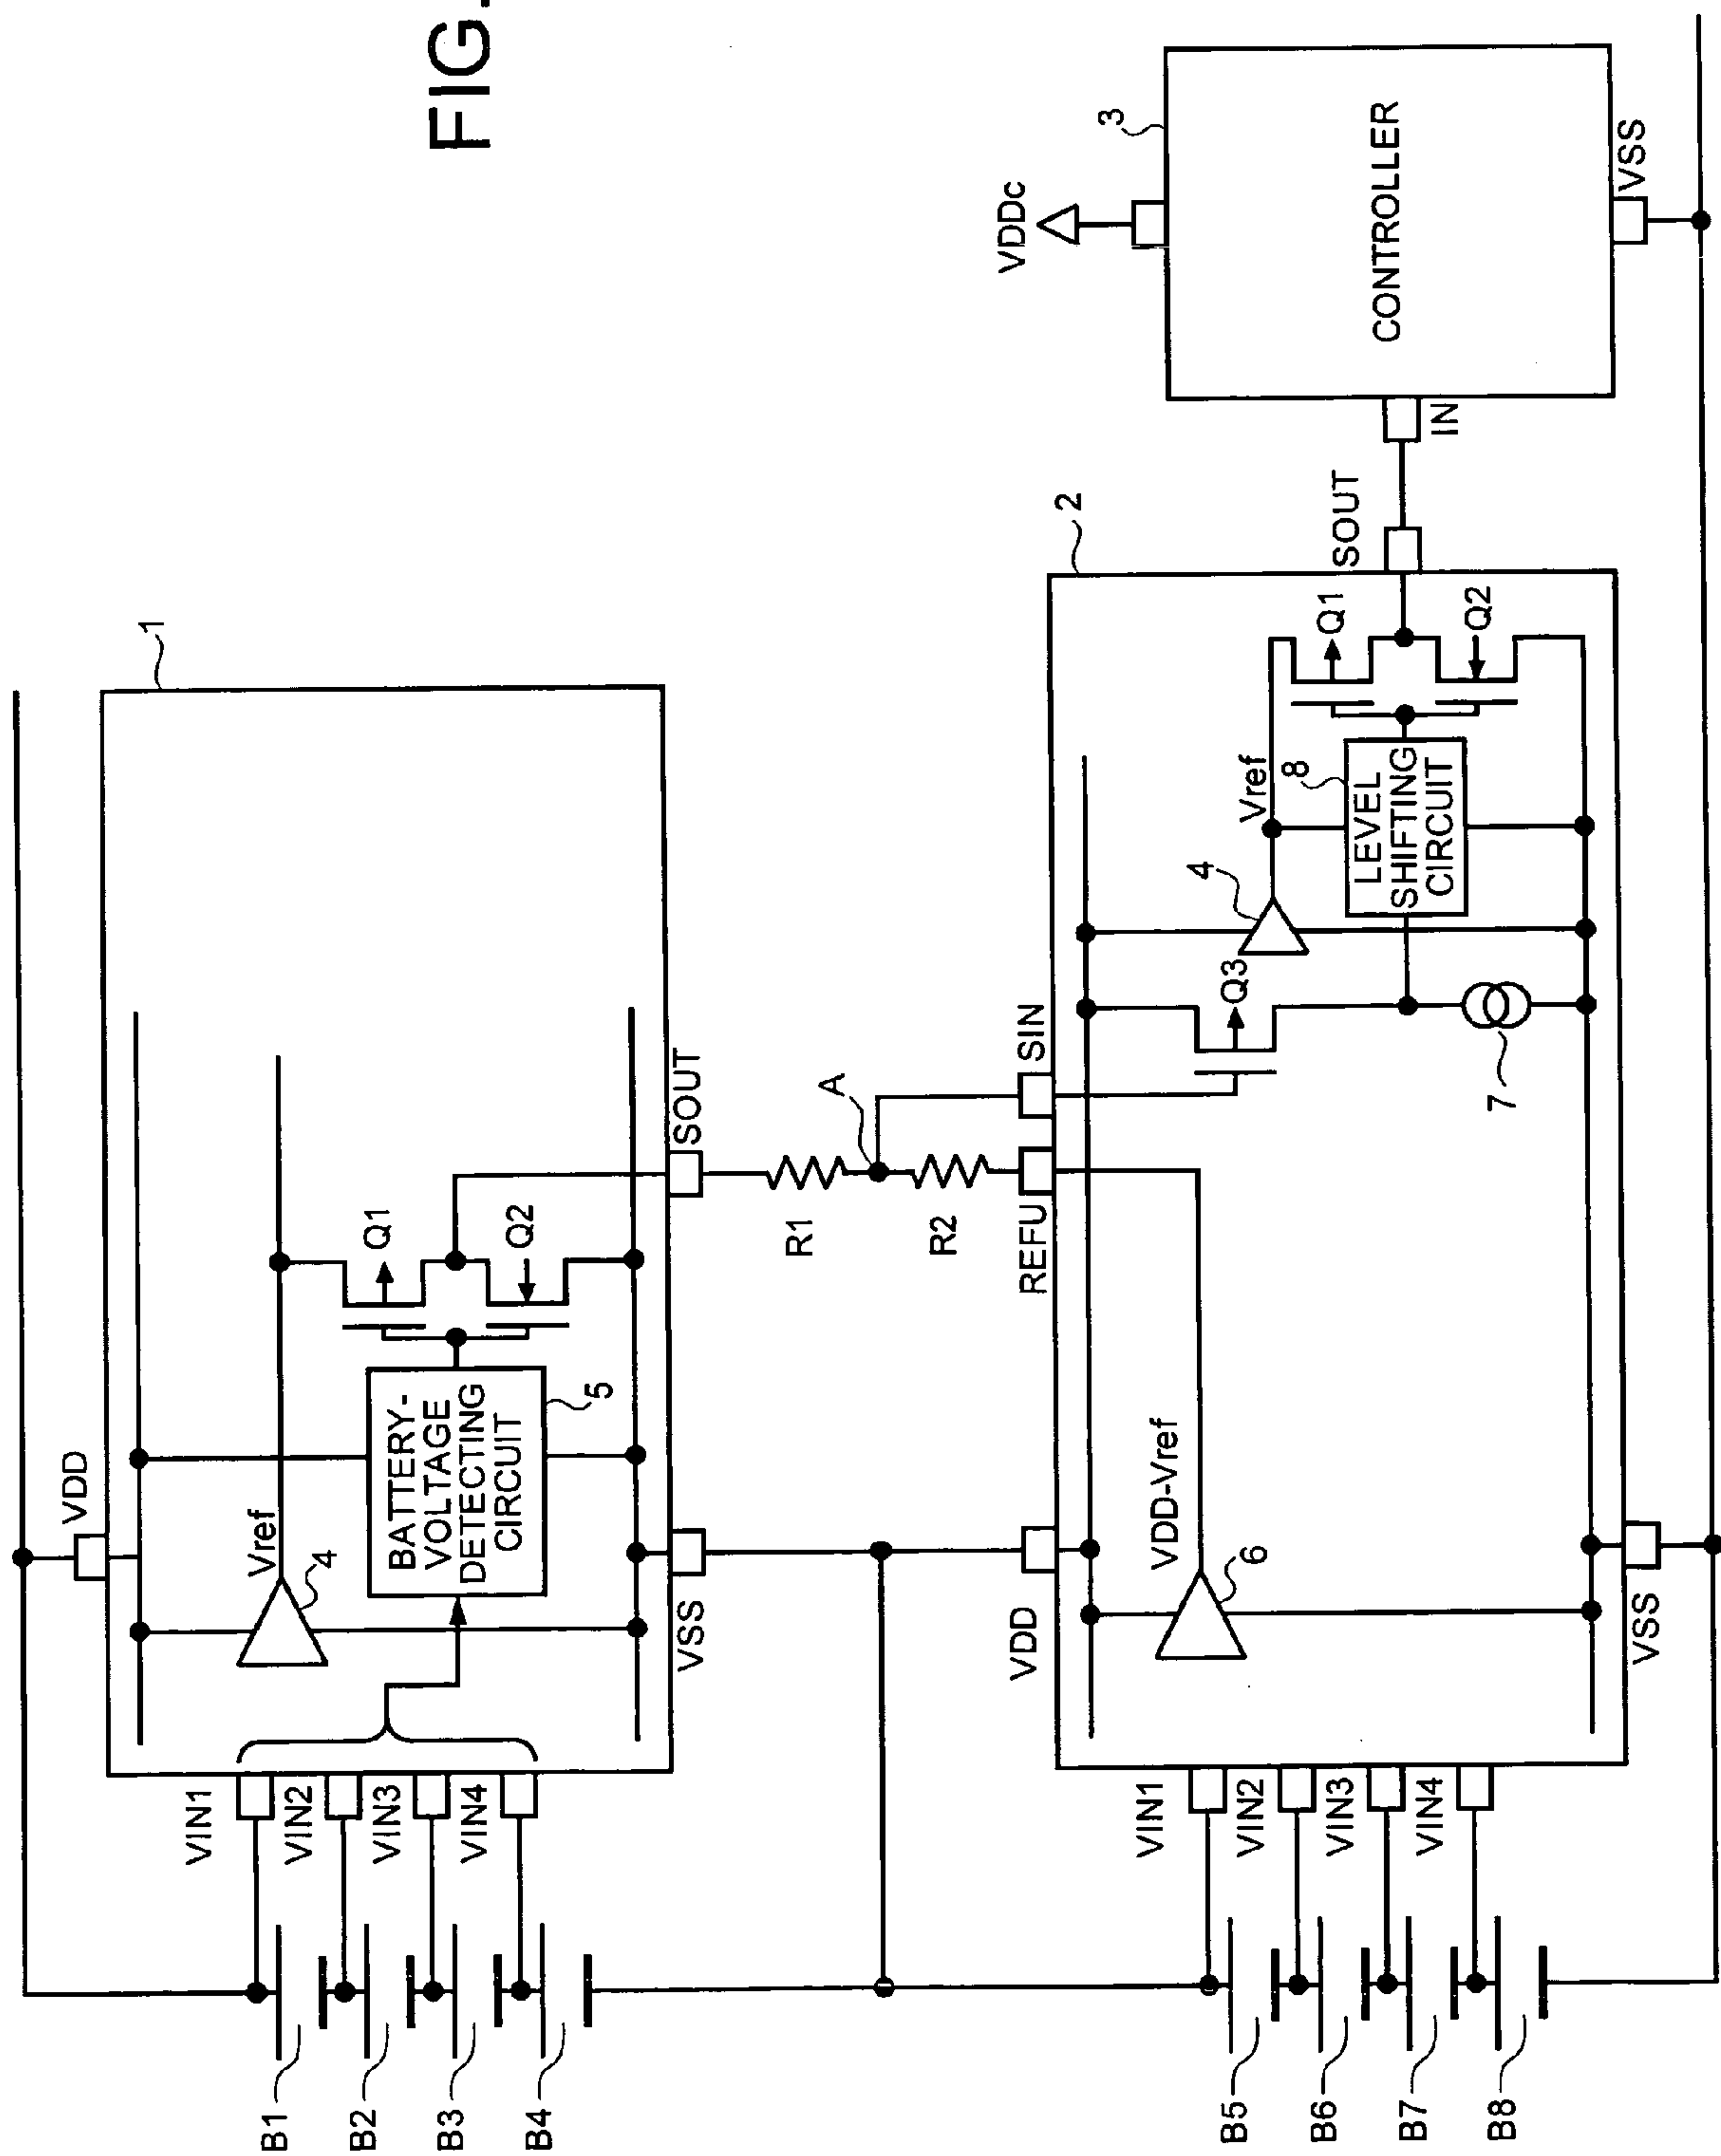 FIG.
1
VDD
Vref
4
BATTERY-
VOLTAGE
DETECTING
CIRCUIT
5
Q1
Q2
VIN1
VIN2
VIN3
VIN4
VSS
SOUT
B1
B2
B3
B4
R1
A
R2
REFU
SIN
2
VDD
VDD-Vref
6
Q3
7
4
Vref
8
LEVEL
SHIFTING
CIRCUIT
Q1
Q2
SOUT
VIN1
VIN2
VIN3
VIN4
VSS
B5
B6
B7
B8
VDDc
3
CONTROLLER
IN
VSS